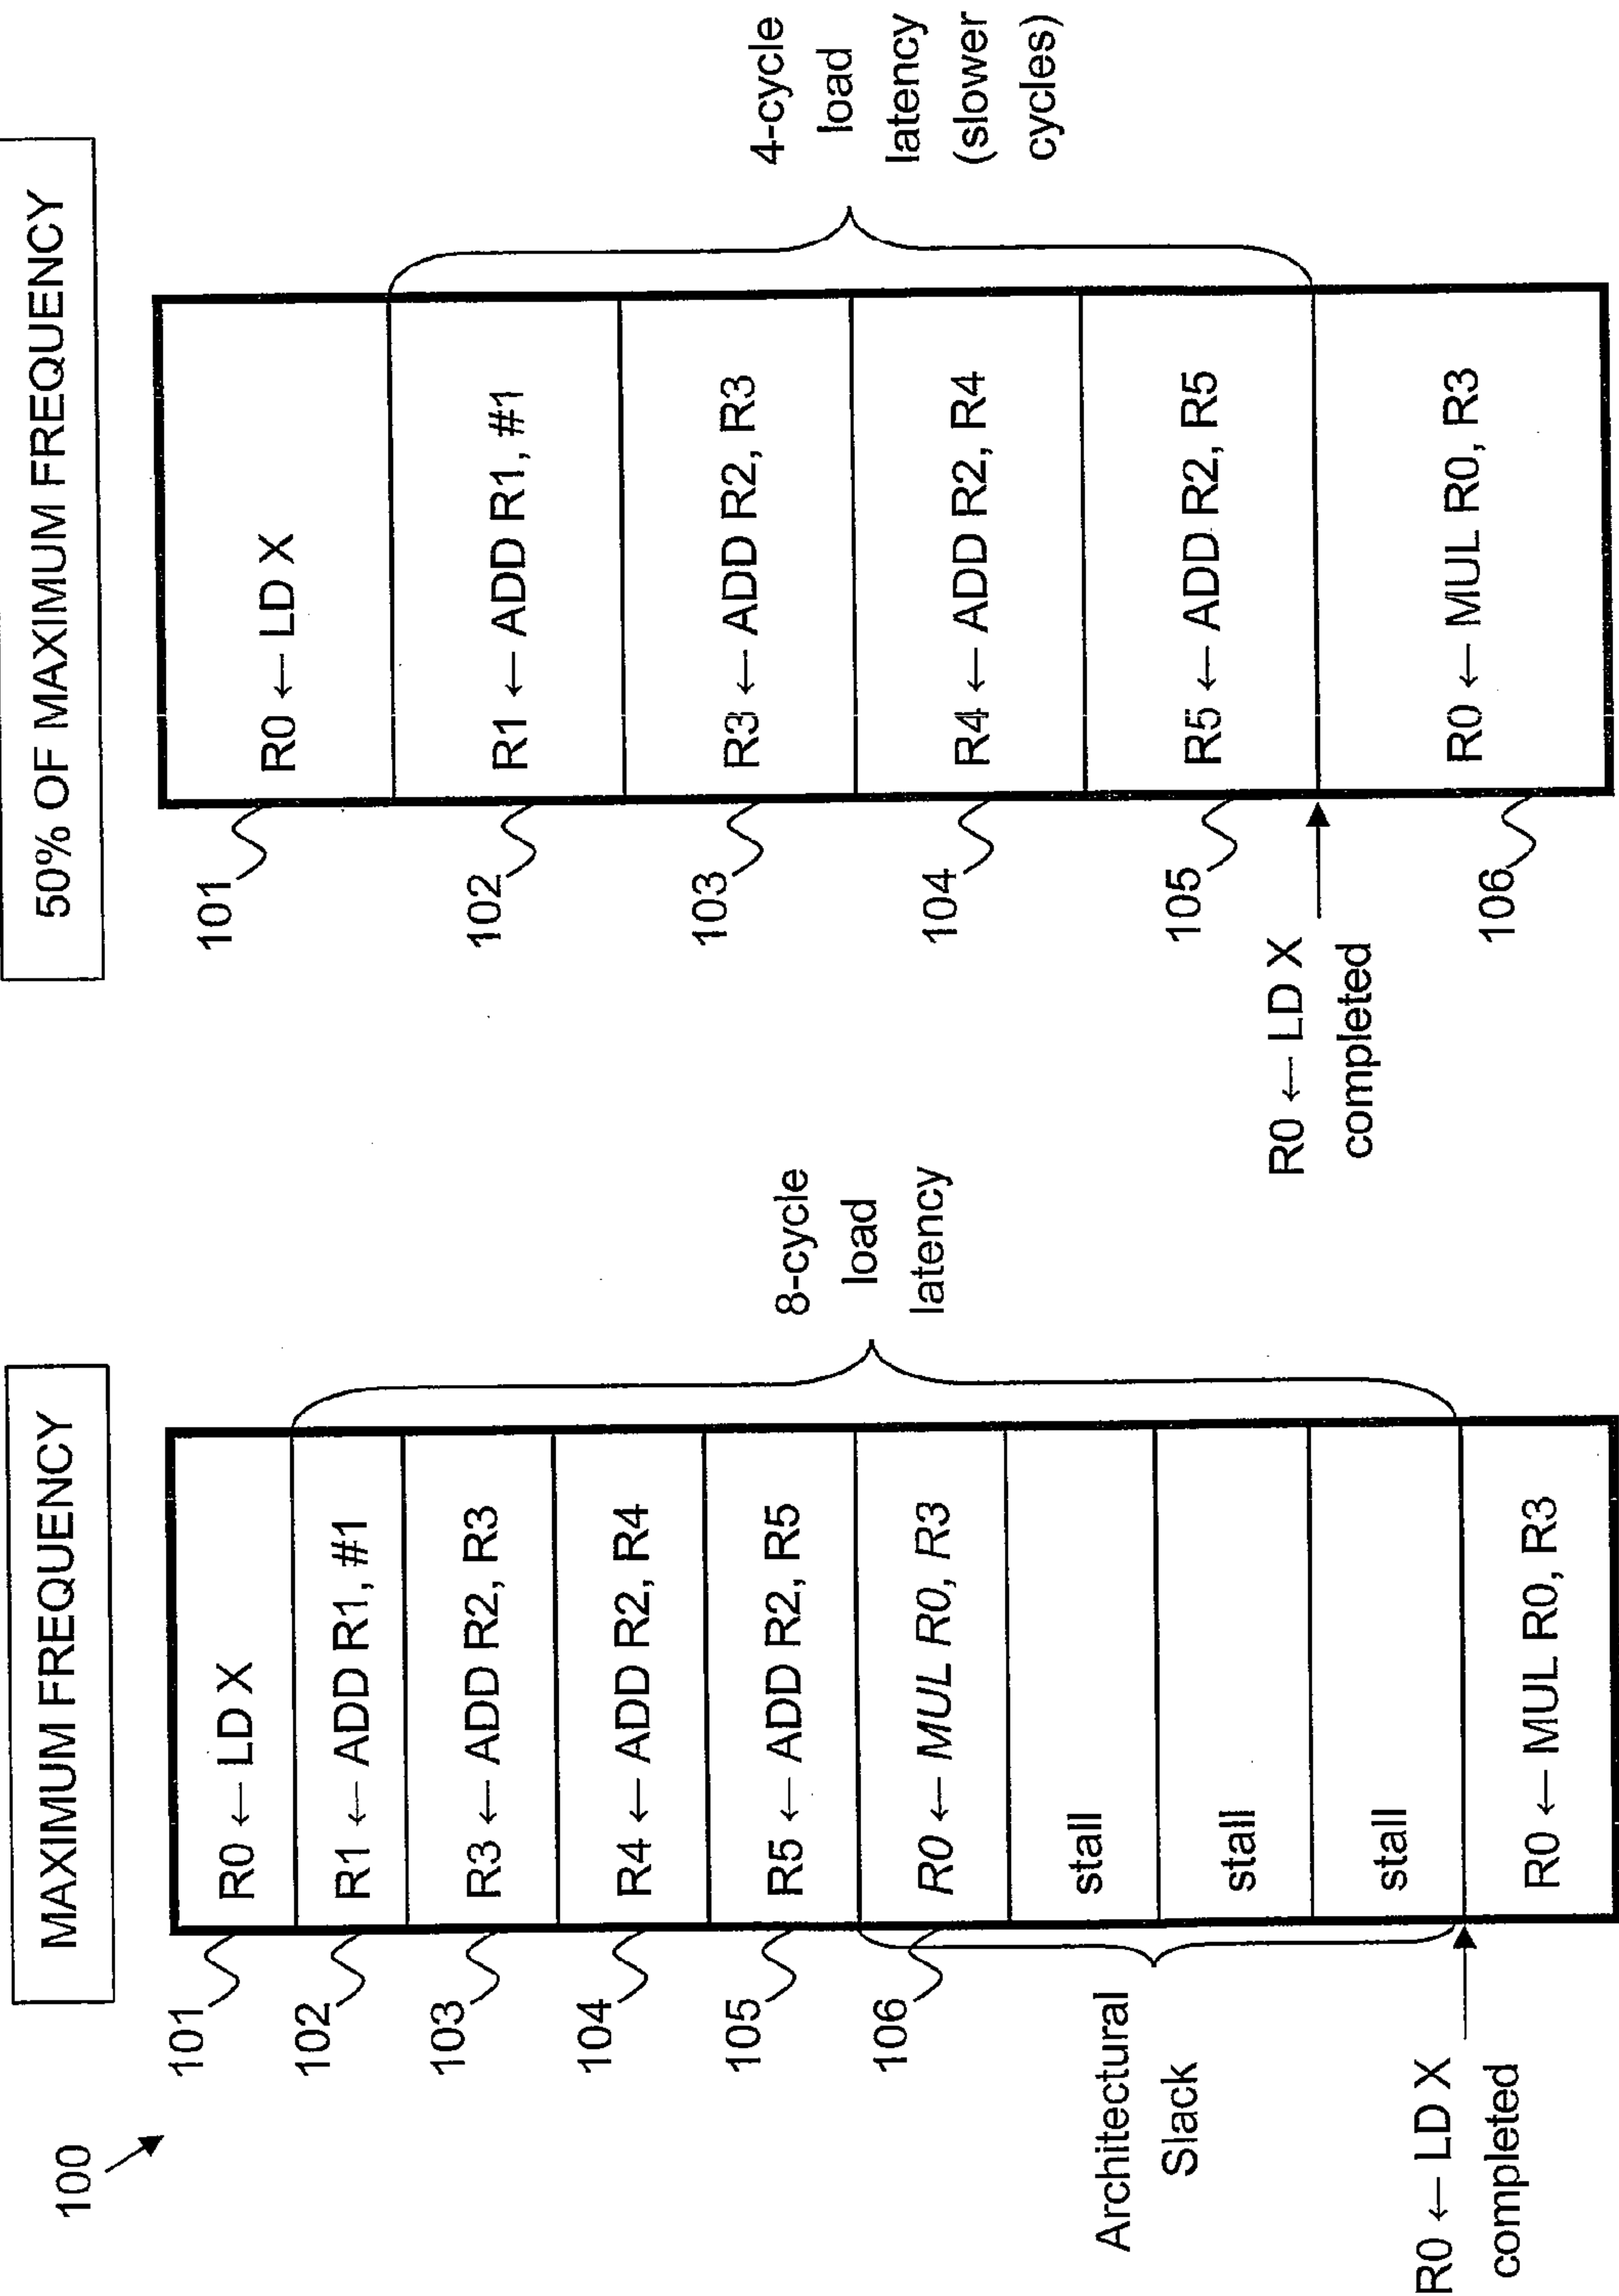 100
MAXIMUM FREQUENCY
101
R0 ← LD X
102
R1 ← ADD R1, #1
103
R3 ← ADD R2, R3
104
R4 ← ADD R2, R4
105
R5 ← ADD R2, R5
106
R0 ← MUL R0, R3
stall
stall
stall
R0 ← MUL R0, R3
Architectural
Slack
R0 ← LD X
completed
8-cycle
load
latency
50% OF MAXIMUM FREQUENCY
101
R0 ← LD X
102
R1 ← ADD R1, #1
103
R3 ← ADD R2, R3
104
R4 ← ADD R2, R4
105
R5 ← ADD R2, R5
R0 ← LD X
completed
106
R0 ← MUL R0, R3
4-cycle
load
latency
(slower
cycles)